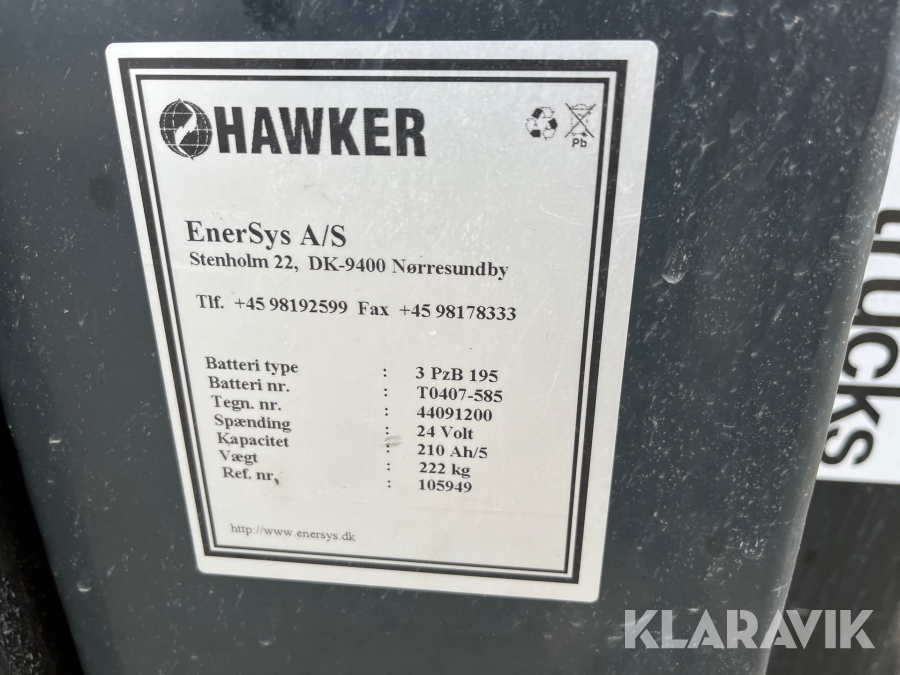 HAWKER
Pb
EnerSys A/S
Stenholm 22, DK-9400 Nørresundby
Tlf. +45 98192599 Fax +45 98178333
Batteri type : 3 PzB 195
Batteri nr. : T0407-585
Tegn. nr. : 44091200
Spænding : 24 Volt
Kapacitet : 210 Ah/5
Vægt : 222 kg
Ref. nr, : 105949
http://www.enersys.dk
trucks
KLARAVIK